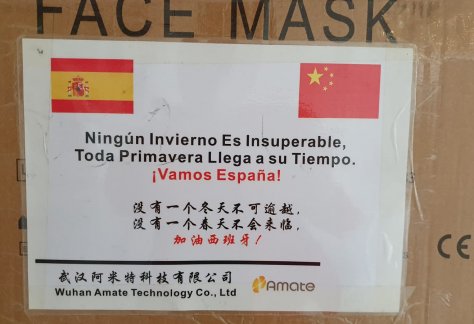 FACE MASK
Ningún Invierno Es Insuperable,
Toda Primavera Llega a su Tiempo.
¡Vamos España!
没有一个冬天不可逾越,
没有一个春天不会来临,
加油西班牙!
武汉阿米特科技有限公司
Wuhan Amate Technology Co., Ltd
Amate
CE